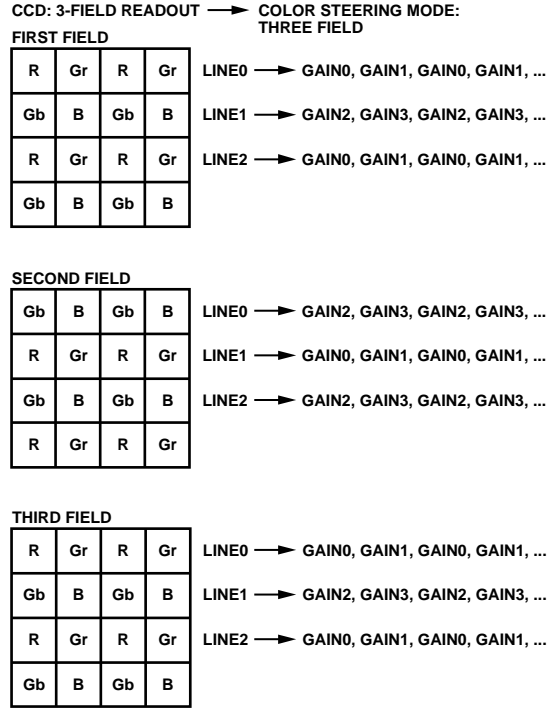 CCD: 3-FIELD READOUT COLOR STEERING MODE:
THREE FIELD
FIRST FIELD
R Gr R Gr LINE0 GAIN0, GAIN1, GAIN0, GAIN1, ...
Gb B Gb B LINE1 GAIN2, GAIN3, GAIN2, GAIN3, ...
R Gr R Gr LINE2 GAIN0, GAIN1, GAIN0, GAIN1, ...
Gb B Gb B
SECOND FIELD
Gb B Gb B LINE0 GAIN2, GAIN3, GAIN2, GAIN3, ...
R Gr R Gr LINE1 GAIN0, GAIN1, GAIN0, GAIN1, ...
Gb B Gb B LINE2 GAIN2, GAIN3, GAIN2, GAIN3, ...
R Gr R Gr
THIRD FIELD
R Gr R Gr LINE0 GAIN0, GAIN1, GAIN0, GAIN1, ...
Gb B Gb B LINE1 GAIN2, GAIN3, GAIN2, GAIN3, ...
R Gr R Gr LINE2 GAIN0, GAIN1, GAIN0, GAIN1, ...
Gb B Gb B